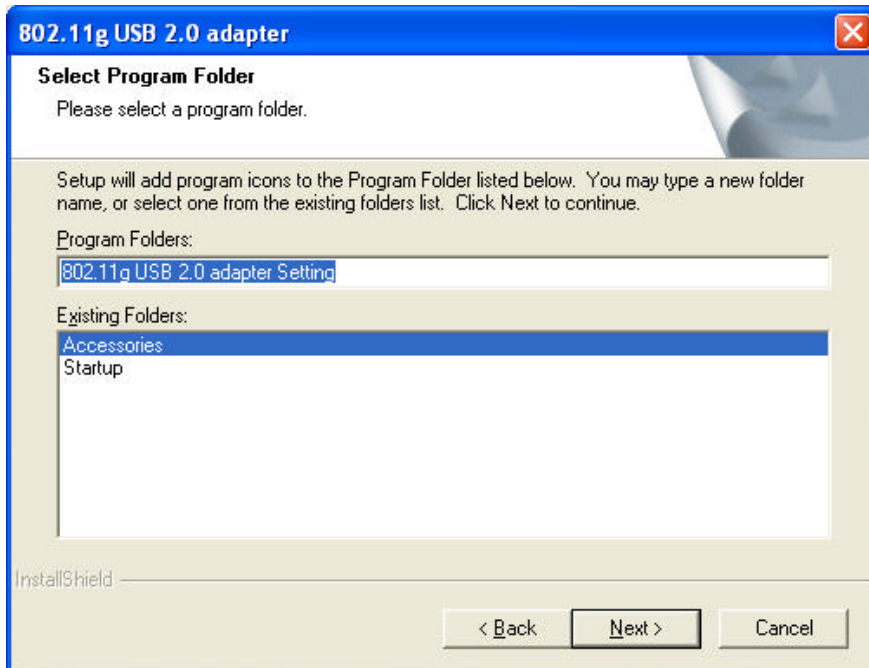 802.11g USB 2.0 adapter
Select Program Folder
Please select a program folder.
Setup will add program icons to the Program Folder listed below. You may type a new folder
name, or select one from the existing folders list. Click Next to continue.
Program Folders:
802.11g USB 2.0 adapter Setting
Existing Folders:
Accessories
Startup
InstallShield
< Back Next > Cancel